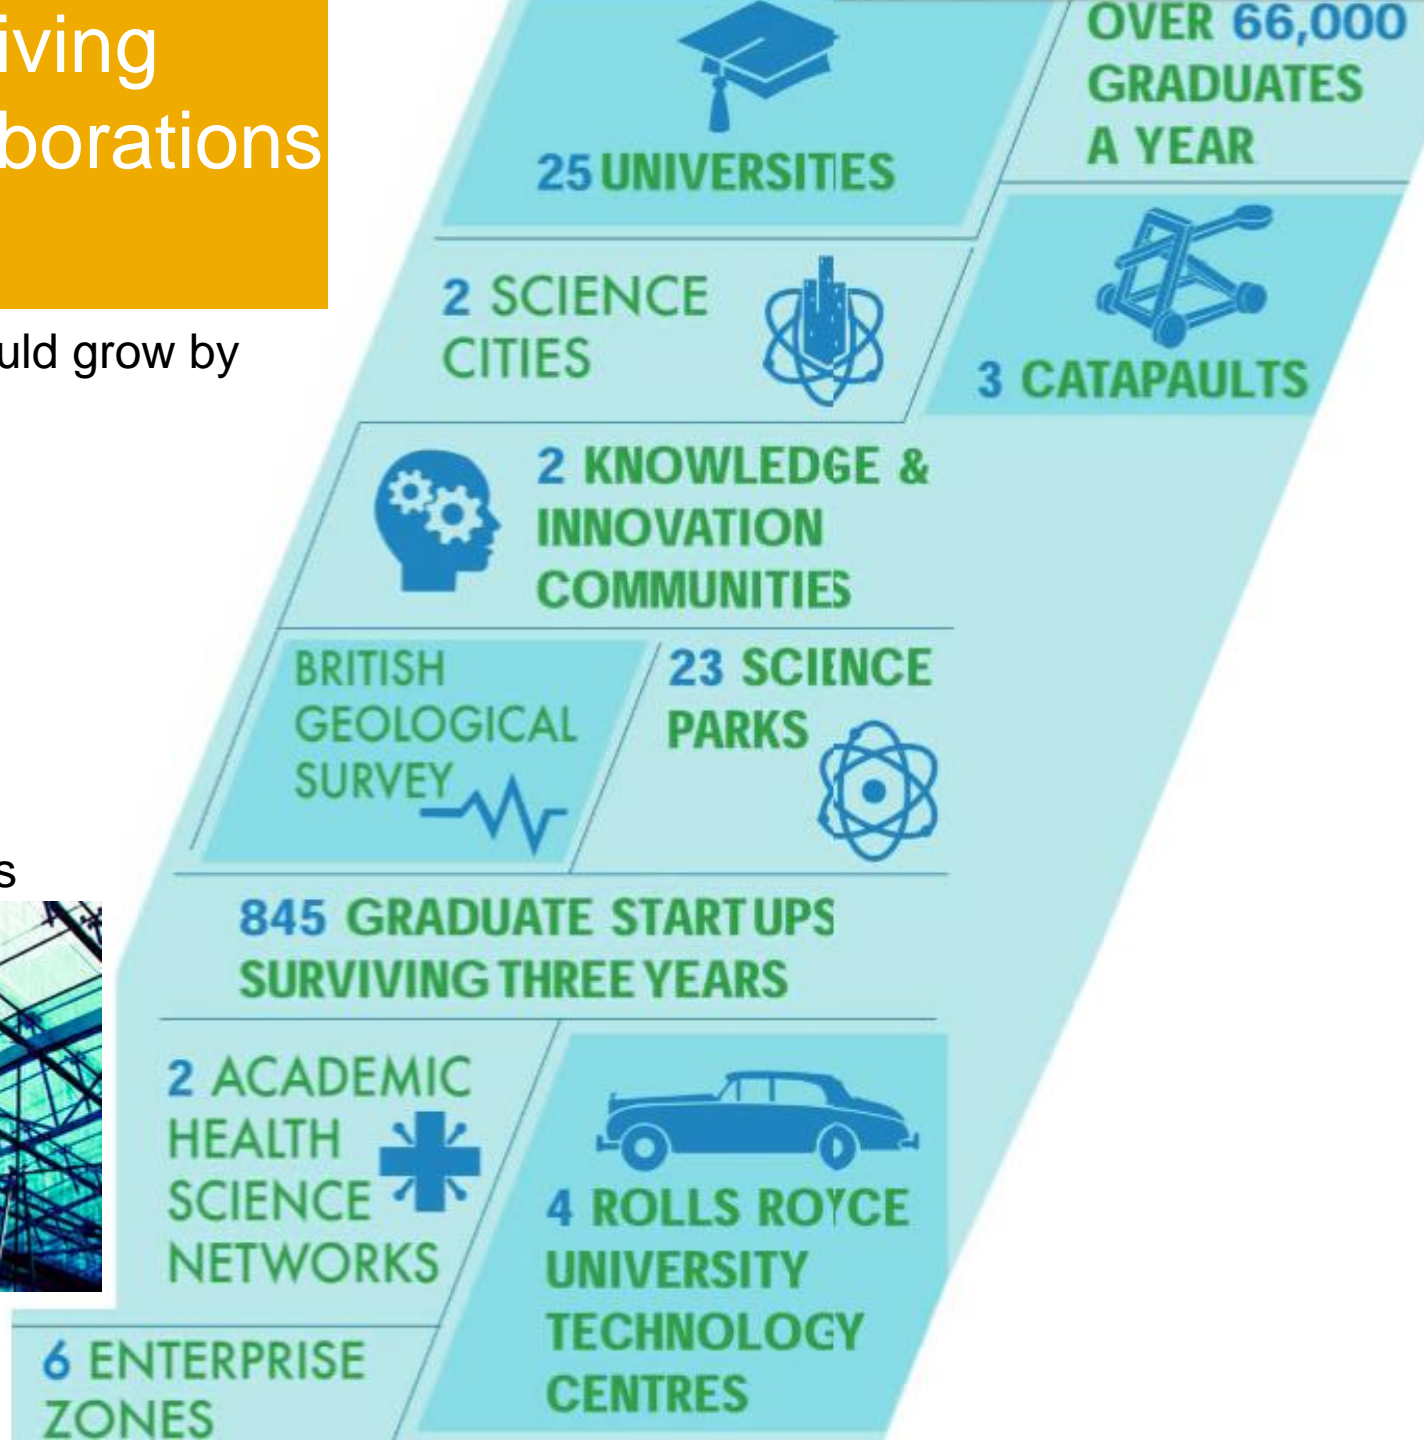 iving
borations
uld grow by
s
25 UNIVERSITIES
OVER 66,000
GRADUATES
A YEAR
2 SCIENCE
CITIES
3 CATAPAULTS
2 KNOWLEDGE &
INNOVATION
COMMUNITIES
BRITISH
GEOLOGICAL
SURVEY
23 SCIENCE
PARKS
845 GRADUATE START UPS
SURVIVING THREE YEARS
2 ACADEMIC
HEALTH
SCIENCE
NETWORKS
4 ROLLS ROYCE
UNIVERSITY
TECHNOLOGY
CENTRES
6 ENTERPRISE
ZONES